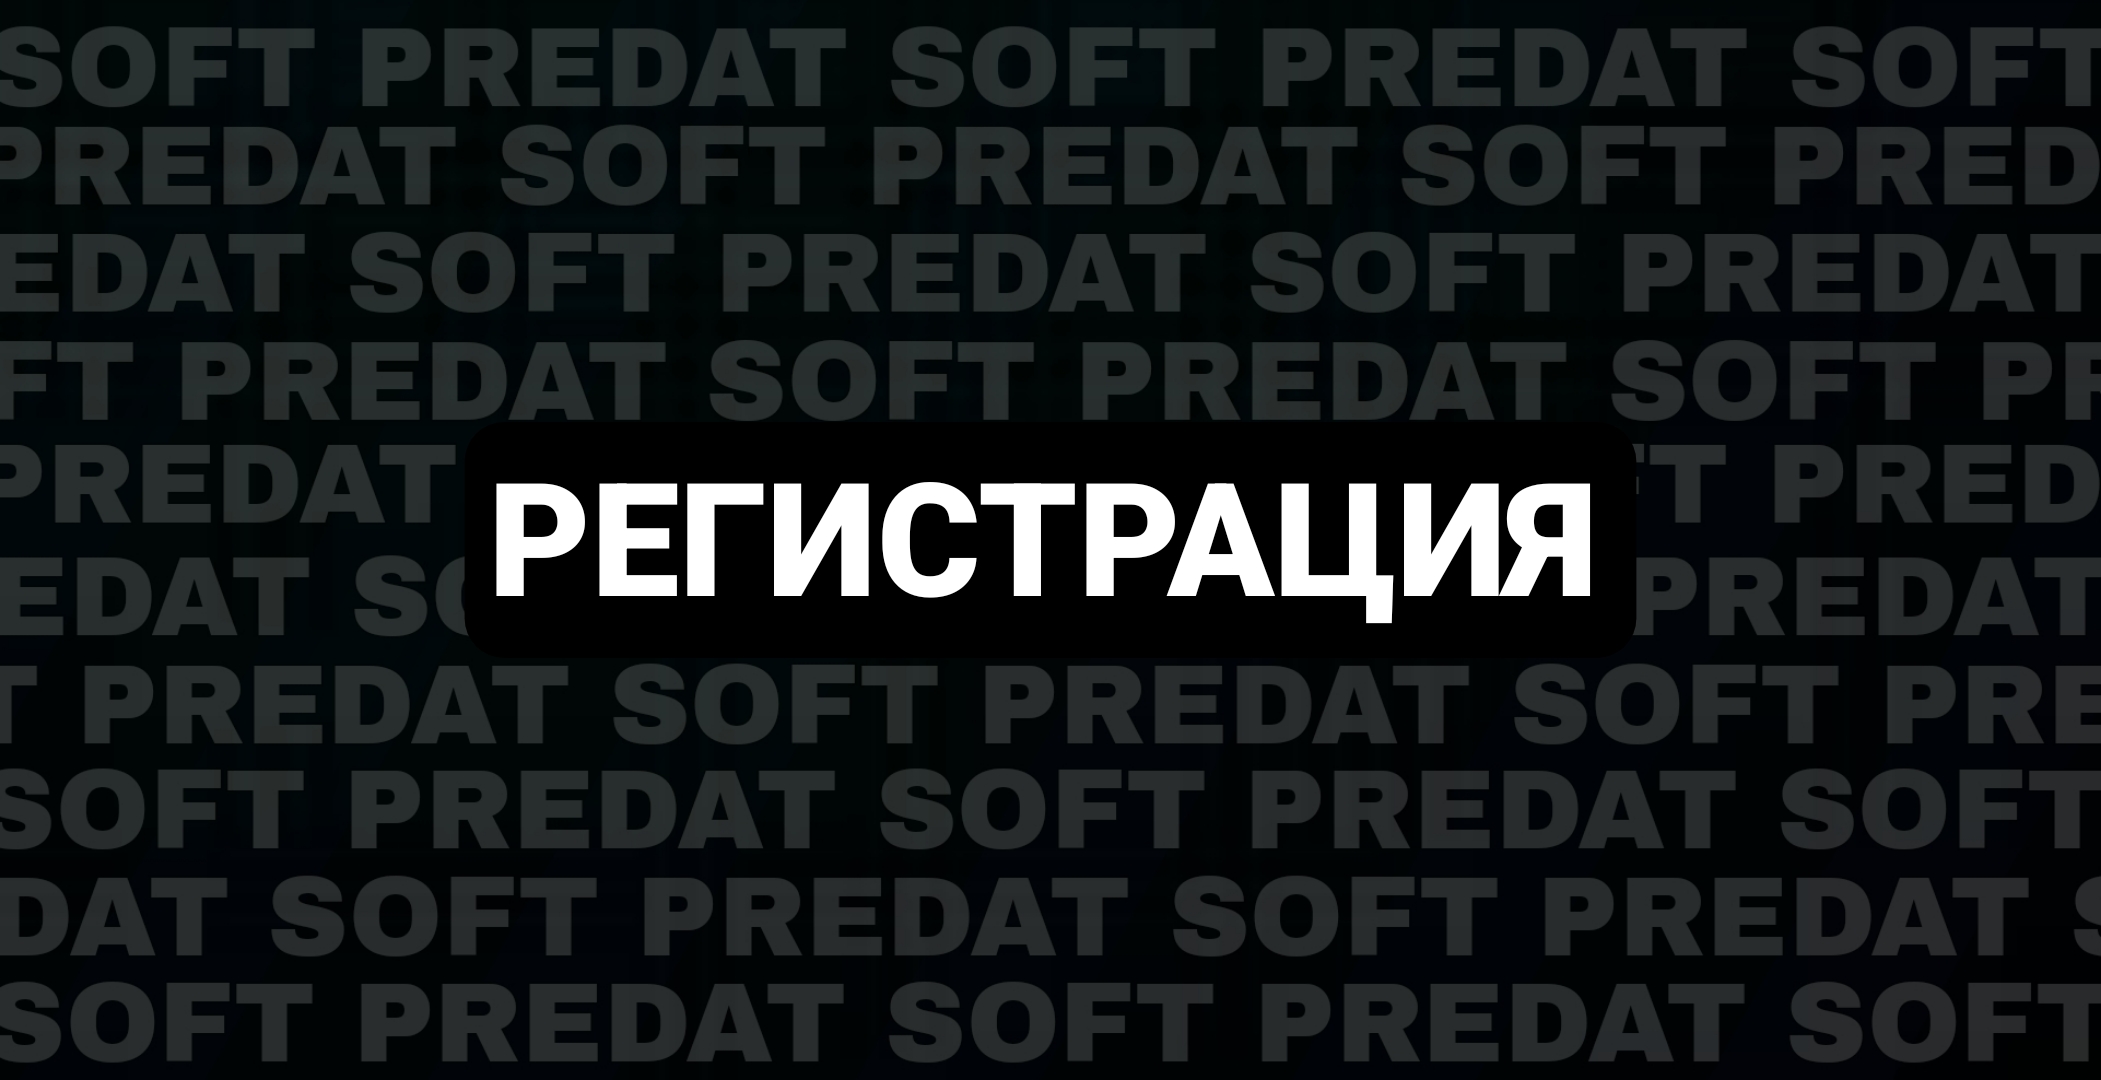 SOFT PREDAT SOFT PREDAT SOFT
PREDAT SOFT PREDAT SOFT PRED
EDAT SOFT PREDAT SOFT PREDAT
FT PREDAT SOFT PREDAT SOFT PR
PREDAT FT PRED
РЕГИСТРАЦИЯ
EDAT SO PREDAT
T PREDAT SOFT PREDAT SOFT PRE
SOFT PREDAT SOFT PREDAT SOFT
DAT SOFT PREDAT SOFT PREDAT S
SOFT PREDAT SOFT PREDAT SOFT